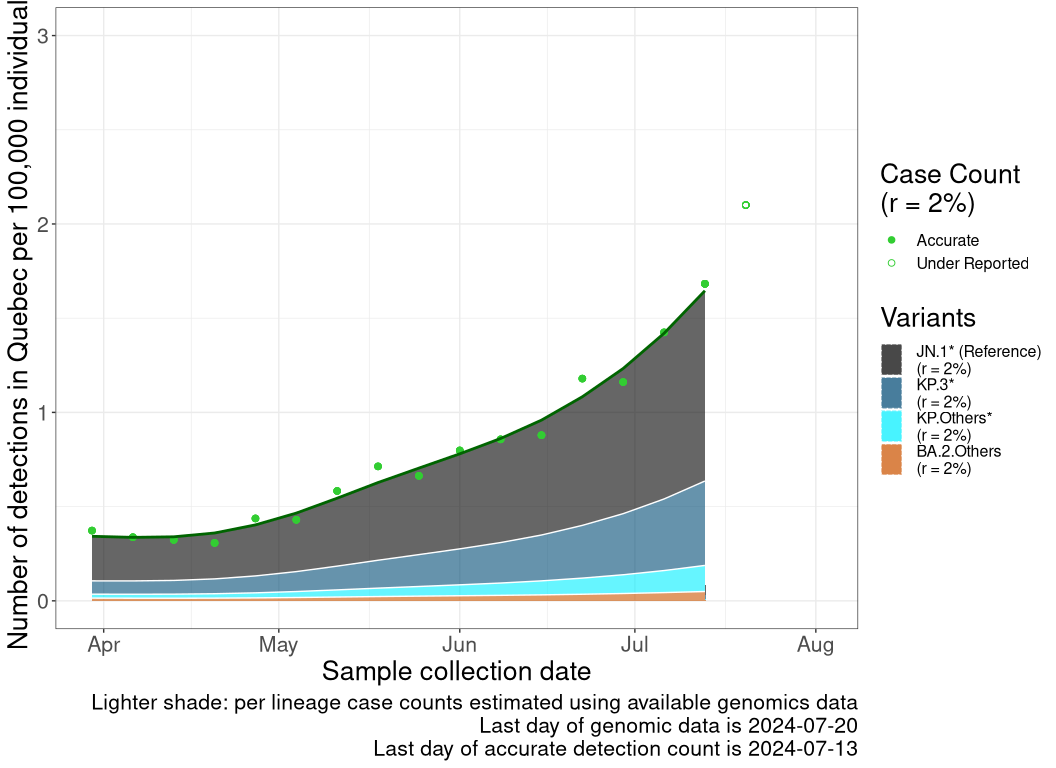 Number of detections in Quebec per 100,000 individual
3
2
1
0
Apr
May
Jun
Jul
Aug
Sample collection date
Lighter shade: per lineage case counts estimated using available genomics data
Last day of genomic data is 2024-07-20
Last day of accurate detection count is 2024-07-13
Case Count
(r = 2%)
Accurate
Under Reported
Variants
JN.1* (Reference)
(r = 2%)
KP.3*
(r = 2%)
KP.Others*
(r = 2%)
BA.2.Others
(r = 2%)